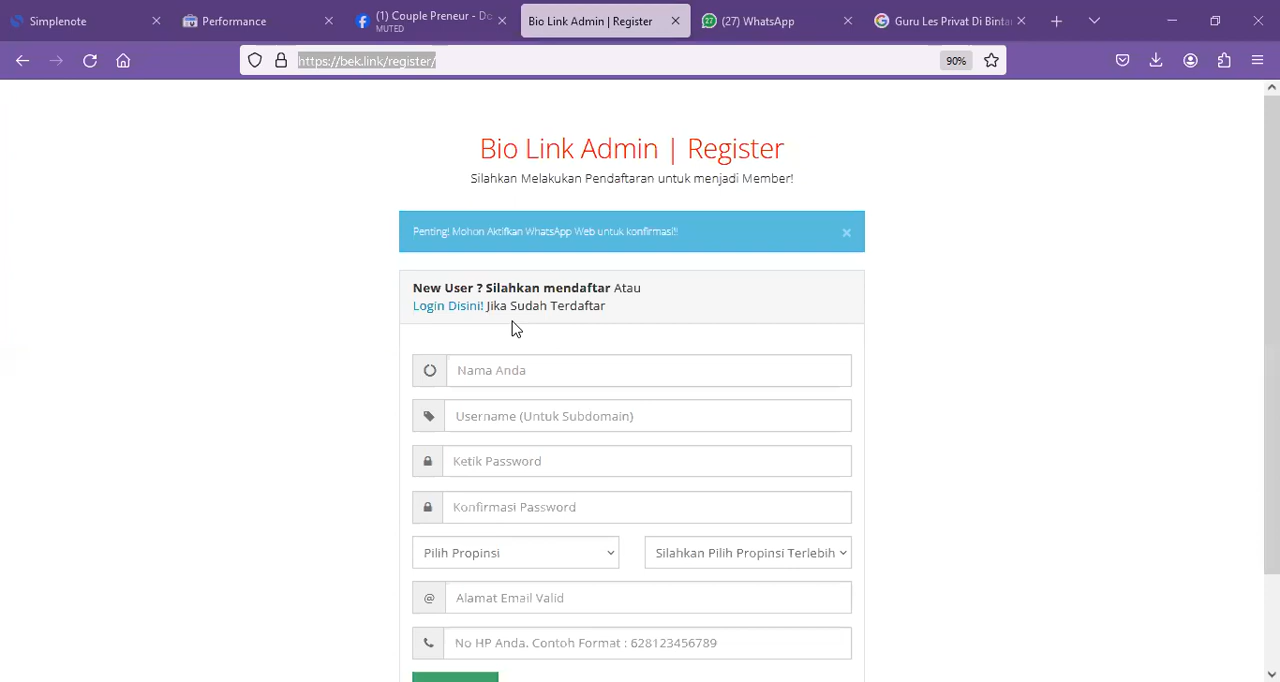 Simplenote
Performance
(1) Couple Preneur - Do
MUTED
Bio Link Admin | Register
27
(27) WhatsApp
Guru Les Privat Di Bintar
https://bek.link/register/
90%
Bio Link Admin | Register
Silahkan Melakukan Pendaftaran untuk menjadi Member!
Penting! Mohon Aktifkan WhatsApp Web untuk konfirmasi!!
New User ? Silahkan mendaftar Atau
Login Disini! Jika Sudah Terdaftar
Nama Anda
Username (Untuk Subdomain)
Ketik Password
Konfirmasi Password
Pilih Propinsi
Silahkan Pilih Propinsi Terlebih
@ Alamat Email Valid
No HP Anda. Contoh Format : 628123456789